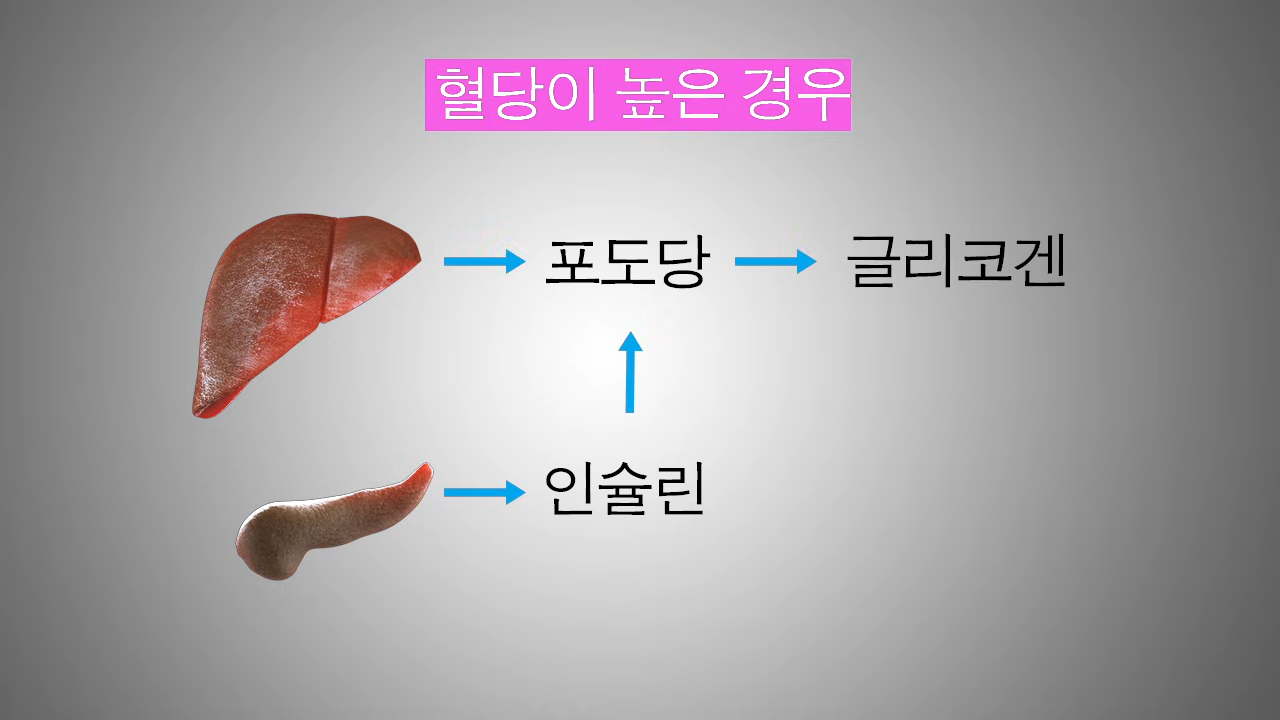 혈당이 높은 경우
포도당 글리코겐
인슐린